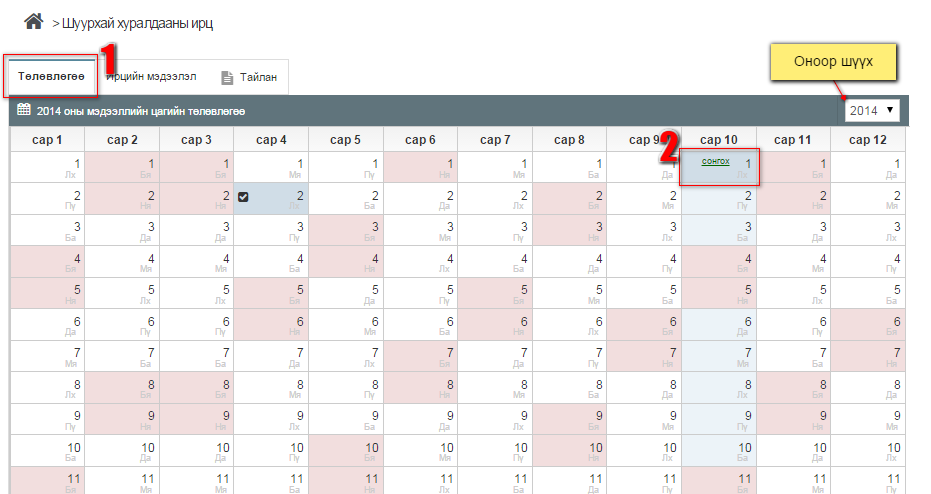 > Шуурхай хуралдааны ирц
1
Төлөвлөгөө Ирцийн мэдээлэл Тайлан
Оноор шүүх
2014 оны мэдээллийн цагийн төлөвлөгөө 2014
сар 1 сар 2 сар 3 сар 4 сар 5 сар 6 сар 7 сар 8 сар 9 2 сар 10 сар 11 сар 12
1 1 1 1 1 1 1 1 1 сонгох 1 1 1
Лх Бя Бя Мя Пү Ня Мя Ба Да Лх Бя Да
2 2 2 2 2 2 2 2 2 2 2 2
Пү Ня Ня Лх Ба Да Лх Бя Мя Пү Ня Мя
3 3 3 3 3 3 3 3 3 3 3 3
Ба Да Да Пү Бя Мя Пү Ня Лх Ба Да Лх
4 4 4 4 4 4 4 4 4 4 4 4
Бя Мя Мя Ба Ня Лх Ба Да Пү Бя Мя Пү
5 5 5 5 5 5 5 5 5 5 5 5
Ня Лх Лх Бя Да Пү Бя Мя Ба Ня Лх Ба
6 6 6 6 6 6 6 6 6 6 6 6
Да Пү Пү Ня Мя Ба Ня Лх Бя Да Пү Бя
7 7 7 7 7 7 7 7 7 7 7 7
Мя Ба Ба Да Лх Бя Да Пү Ня Мя Ба Ня
8 8 8 8 8 8 8 8 8 8 8 8
Лх Бя Бя Мя Пү Ня Мя Ба Да Лх Бя Да
9 9 9 9 9 9 9 9 9 9 9 9
Пү Ня Ня Лх Ба Да Лх Бя Мя Пү Ня Мя
10 10 10 10 10 10 10 10 10 10 10 10
Ба Да Да Пү Бя Мя Пү Ня Лх Ба Да Лх
11 11 11 11 11 11 11 11 11 11 11 11
Бя Мя Мя Ба Ня Лх Ба Да Пү Бя Мя Пү